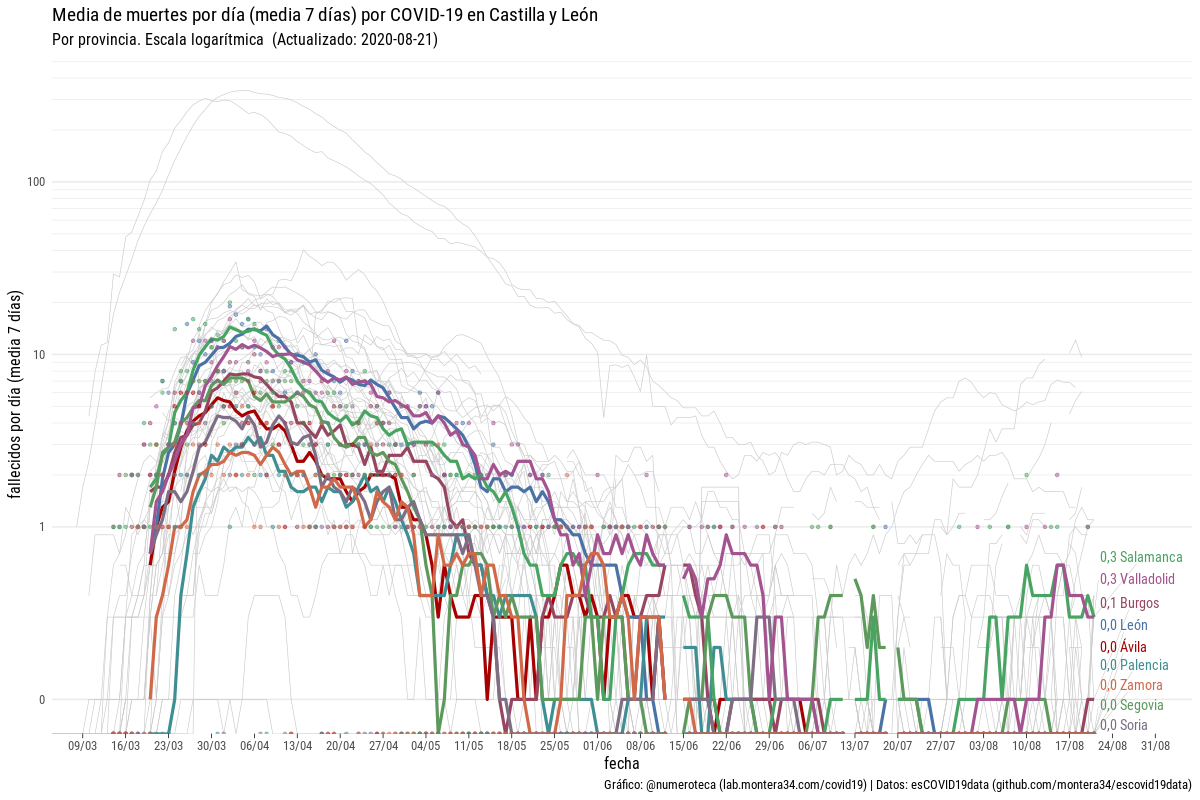 Media de muertes por día (media 7 días) por COVID-19 en Castilla y León
Por provincia. Escala logarítmica (Actualizado: 2020-08-21)
fallecidos por día (media 7 días)
100
10
1
0
0,3 Salamanca
0,3 Valladolid
0,1 Burgos
0,0 León
0,0 Ávila
0,0 Palencia
0,0 Zamora
0,0 Segovia
0,0 Soria
09/03 16/03 23/03 30/03 06/04 13/04 20/04 27/04 04/05 11/05 18/05 25/05 01/06 08/06 15/06 22/06 29/06 06/07 13/07 20/07 27/07 03/08 10/08 17/08 24/08 31/08
fecha
Gráfico: @numeroteca (lab.montera34.com/covid19) | Datos: esCOVID19data (github.com/montera34/escovid19data)